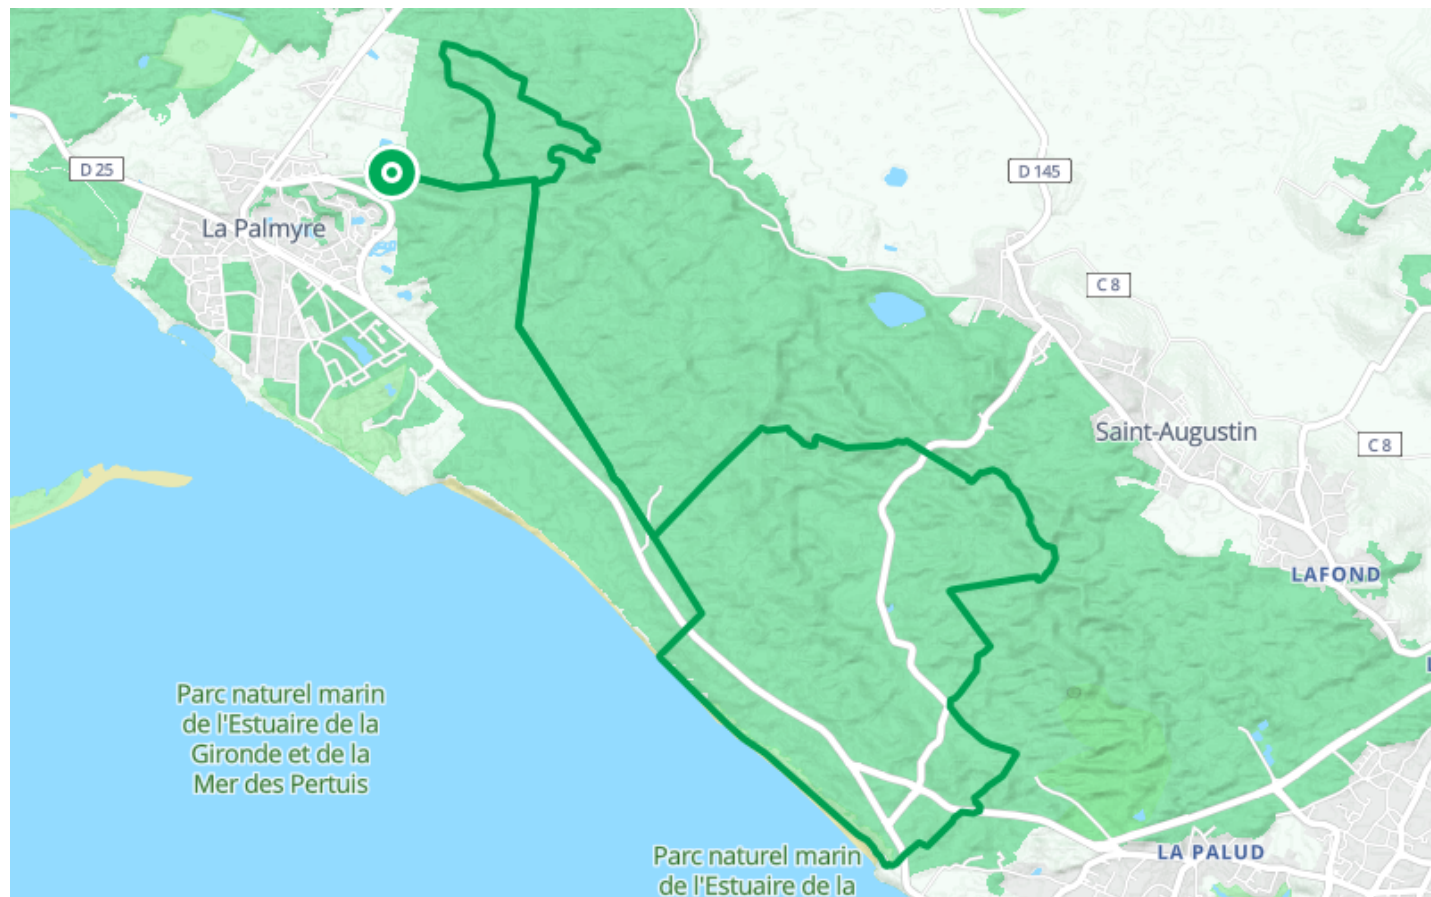 D 25
D 145
La Palmyre
C 8
Saint-Augustin
C 8
LAFOND
Parc naturel marin
de l'Estuaire de la
Gironde et de la
Mer des Pertuis
LA PALUD
Parc naturel marin
de l'Estuaire de la